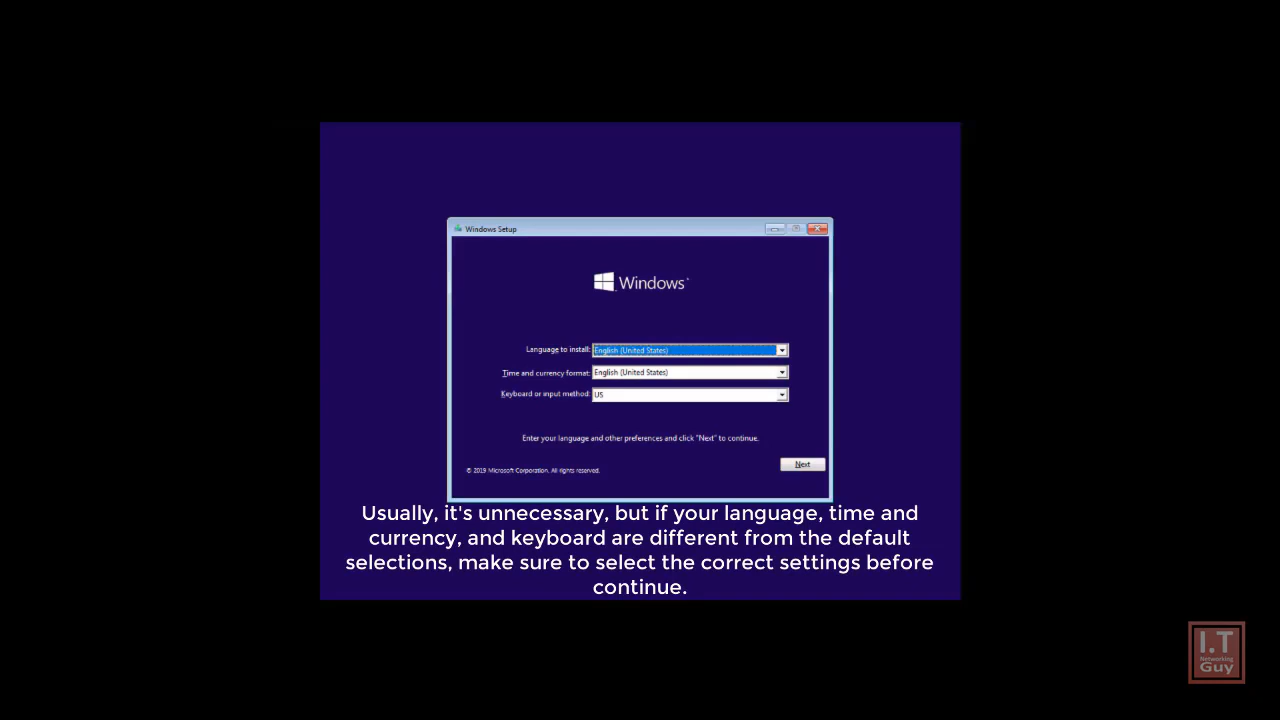 Windows Setup
Windows
Language to install: English (United States)
Time and currency format: English (United States)
Keyboard or input method: US
Enter your language and other preferences and click "Next" to continue.
Next
© 2019 Microsoft Corporation. All rights reserved.
Usually, it's unnecessary, but if your language, time and
currency, and keyboard are different from the default
selections, make sure to select the correct settings before
continue.
I.T
Networking
Guy